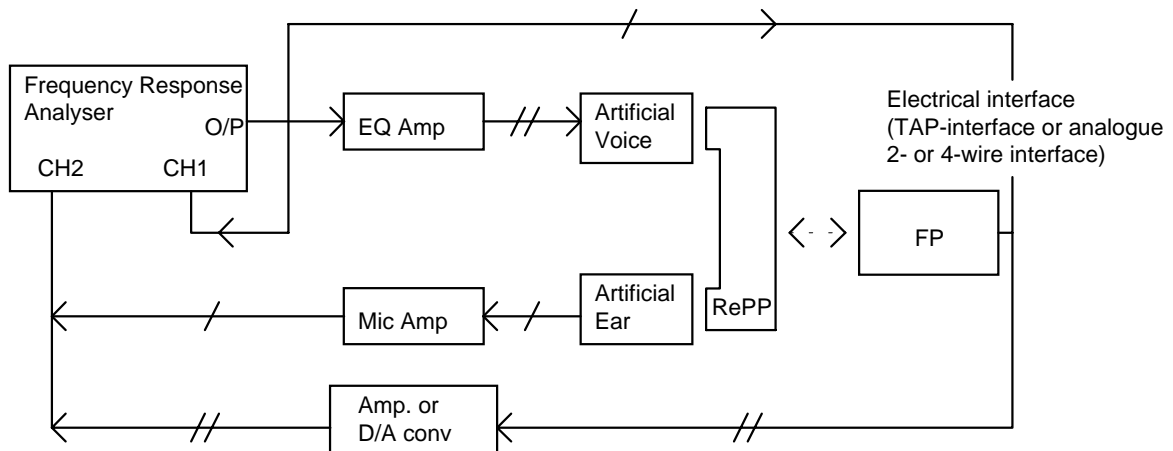 Frequency Response
Analyser
O/P
CH2
CH1
EQ Amp
Artificial
Voice
Electrical interface
(TAP-interface or analogue
2- or 4-wire interface)
FP
Mic Amp
Artificial
Ear
RePP
Amp. or
D/A conv